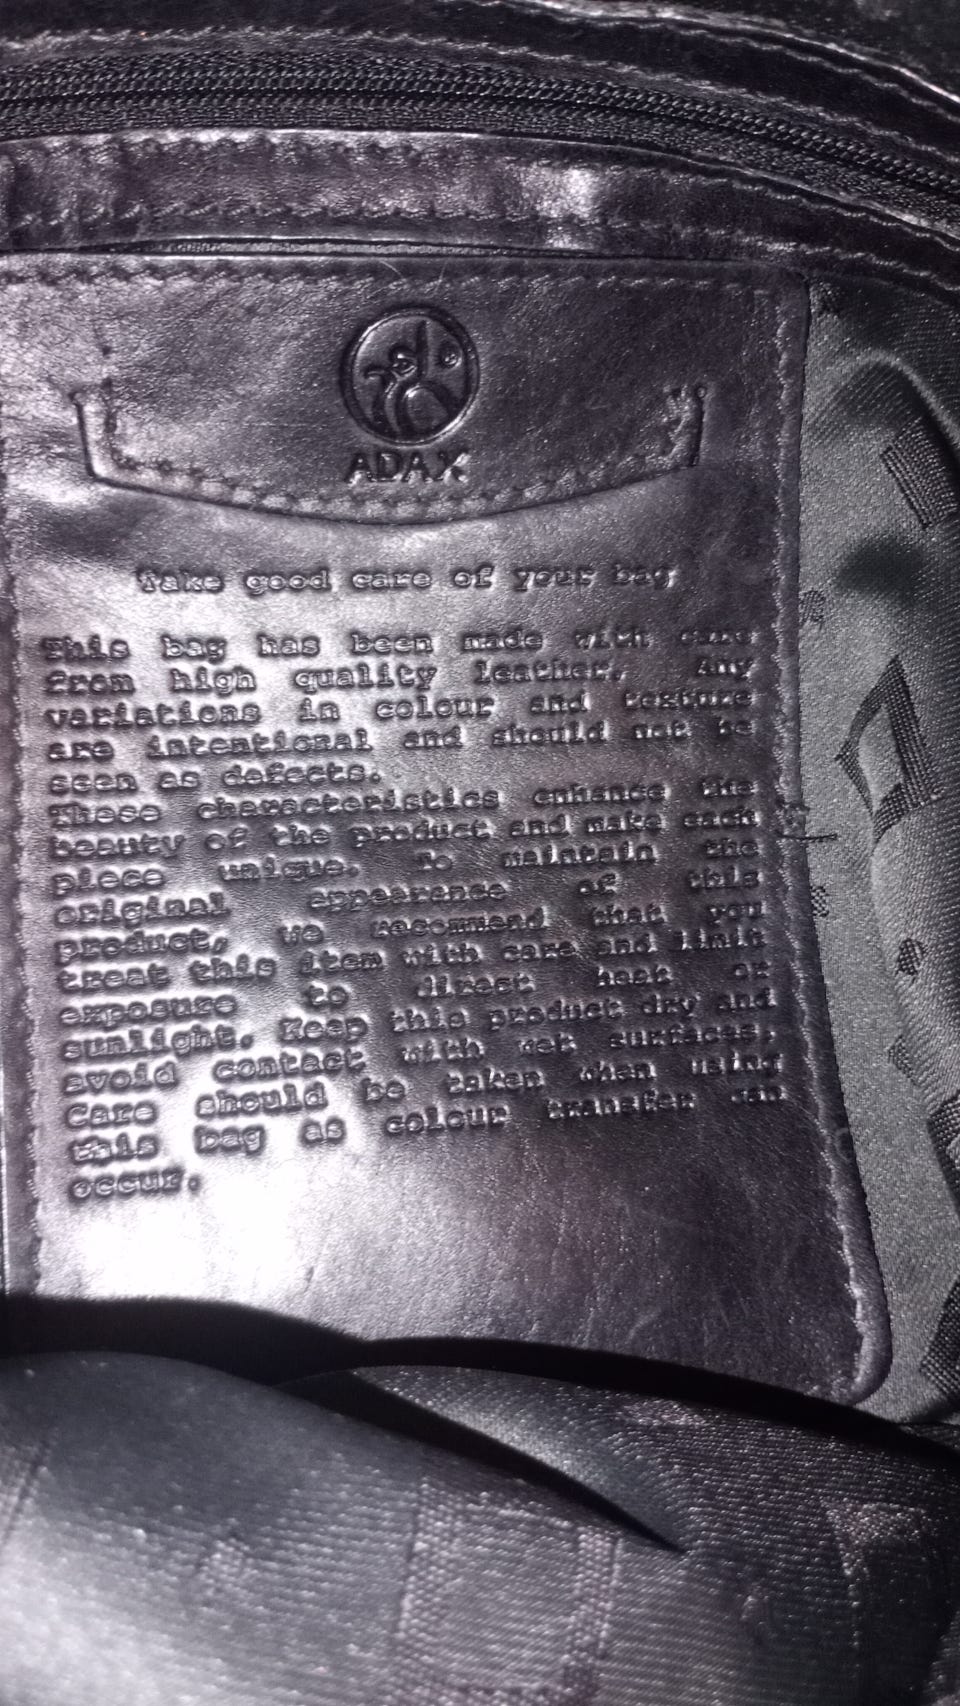 ADAX
Take good care of your bag
This bag has been made with care
from high quality leather. Any
variations in colour and texture
are intentional and should not be
seen as defects.
These characteristics enhance the
beauty of the product and make each
piece unique. To maintain the
original appearance of this
product, we recommend that you
treat this item with care and limit
exposure to direct heat or
sunlight. Keep this product dry and
avoid contact with wet surfaces.
Care should be taken when using
this bag as colour transfer can
occur.